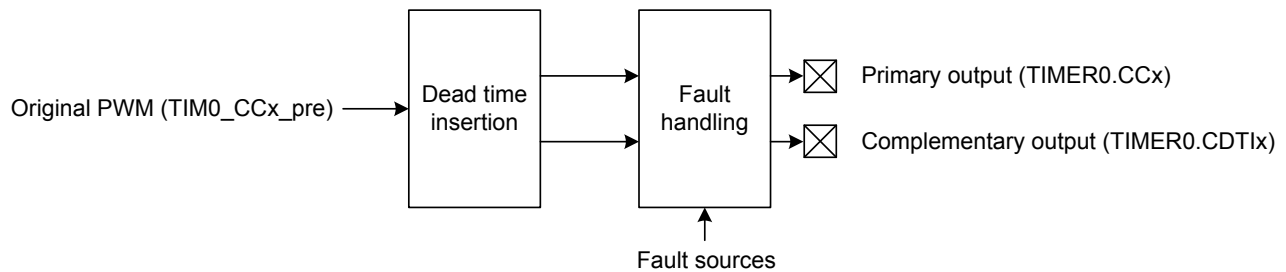 Original PWM (TIM0_CCx_pre)
Dead time
insertion
Fault
handling
Primary output (TIMER0.CCx)
Complementary output (TIMER0.CDTIx)
Fault sources